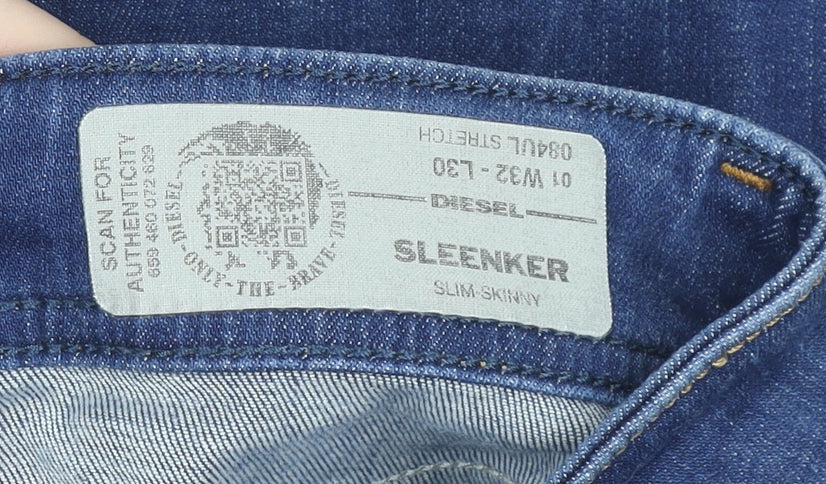 SCAN FOR
AUTHENTICITY
659 460 072 629
DIESEL
-ONLY-THE-BRAVE-
084UL STRETCH
01 W32 - L30
DIESEL
SLEENKER
SLIM-SKINNY